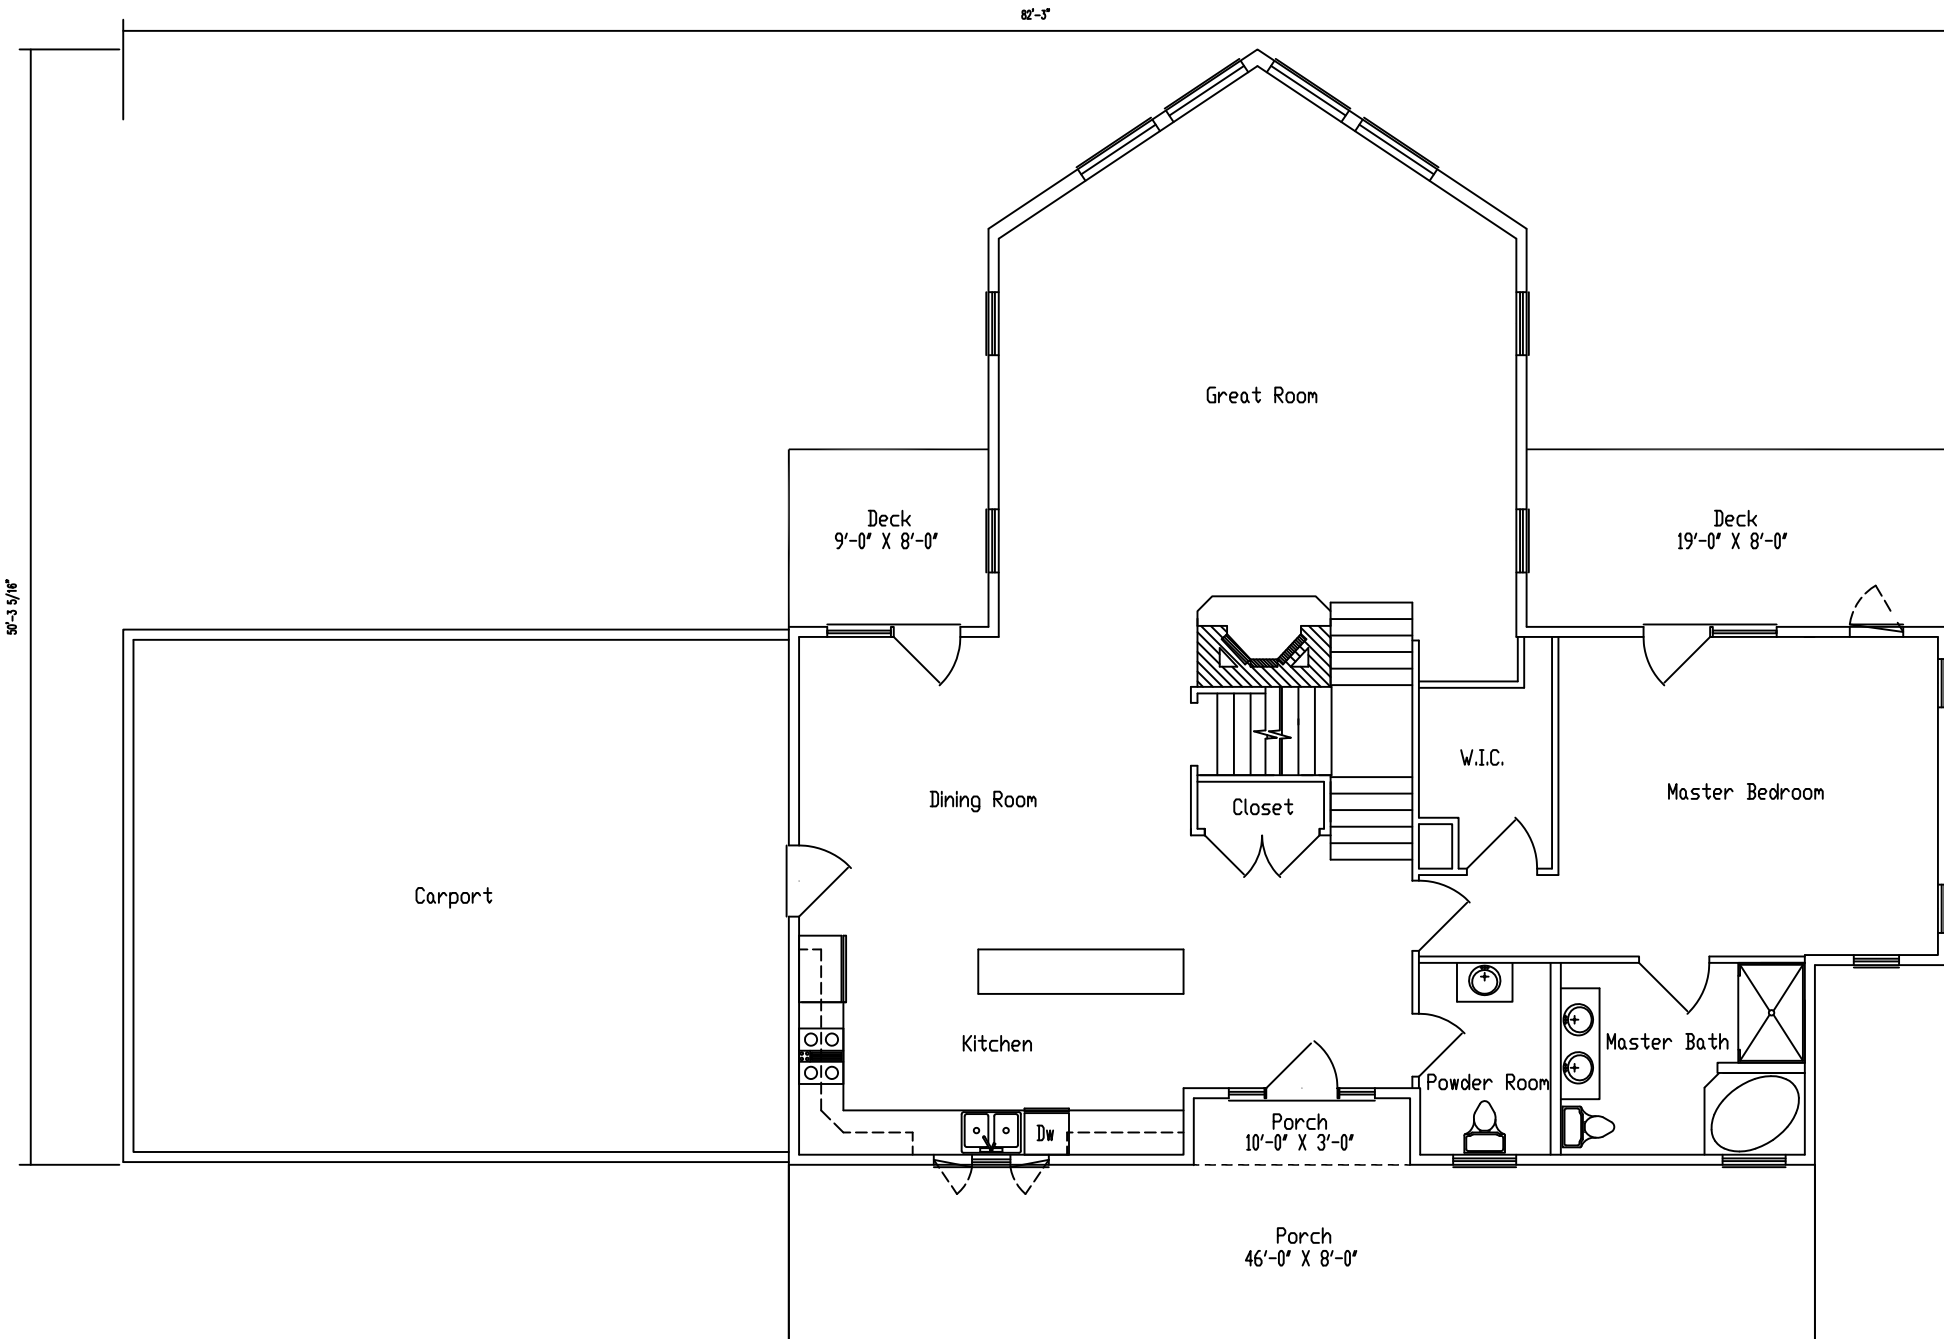 82'-3"
50'-3 5/16"
Great Room
Deck
9'-0" X 8'-0"
Deck
19'-0" X 8'-0"
W.I.C.
Master Bedroom
Dining Room
Closet
Carport
Kitchen
Master Bath
Powder Room
Dw
Porch
10'-0" X 3'-0"
Porch
46'-0" X 8'-0"